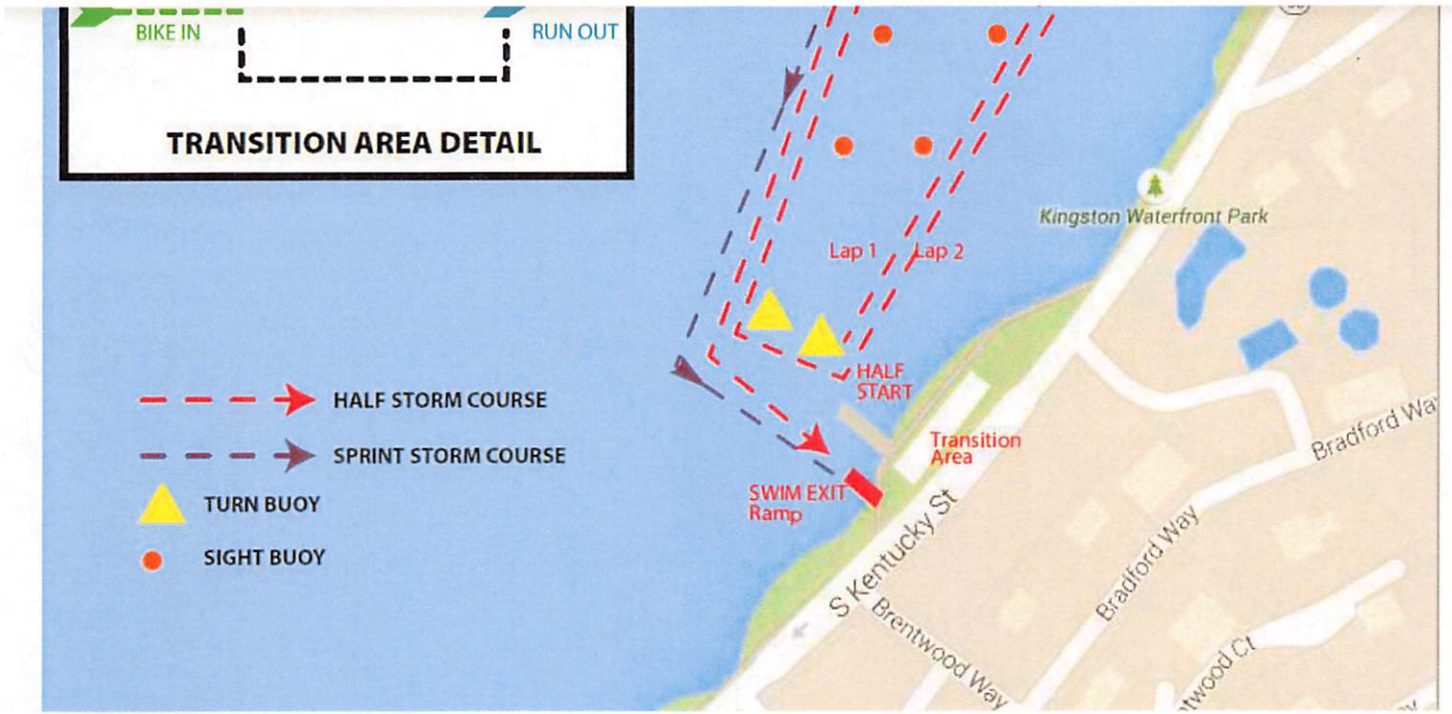 BIKE IN
RUN OUT
TRANSITION AREA DETAIL
Kingston Waterfront Park
Lap 1
Lap 2
HALF
START
HALF STORM COURSE
SPRINT STORM COURSE
TURN BUOY
SIGHT BUOY
Transition
Area
SWIM EXIT
Ramp
S Kentucky St
Bradford Way
Bradford Way
Brentwood Way